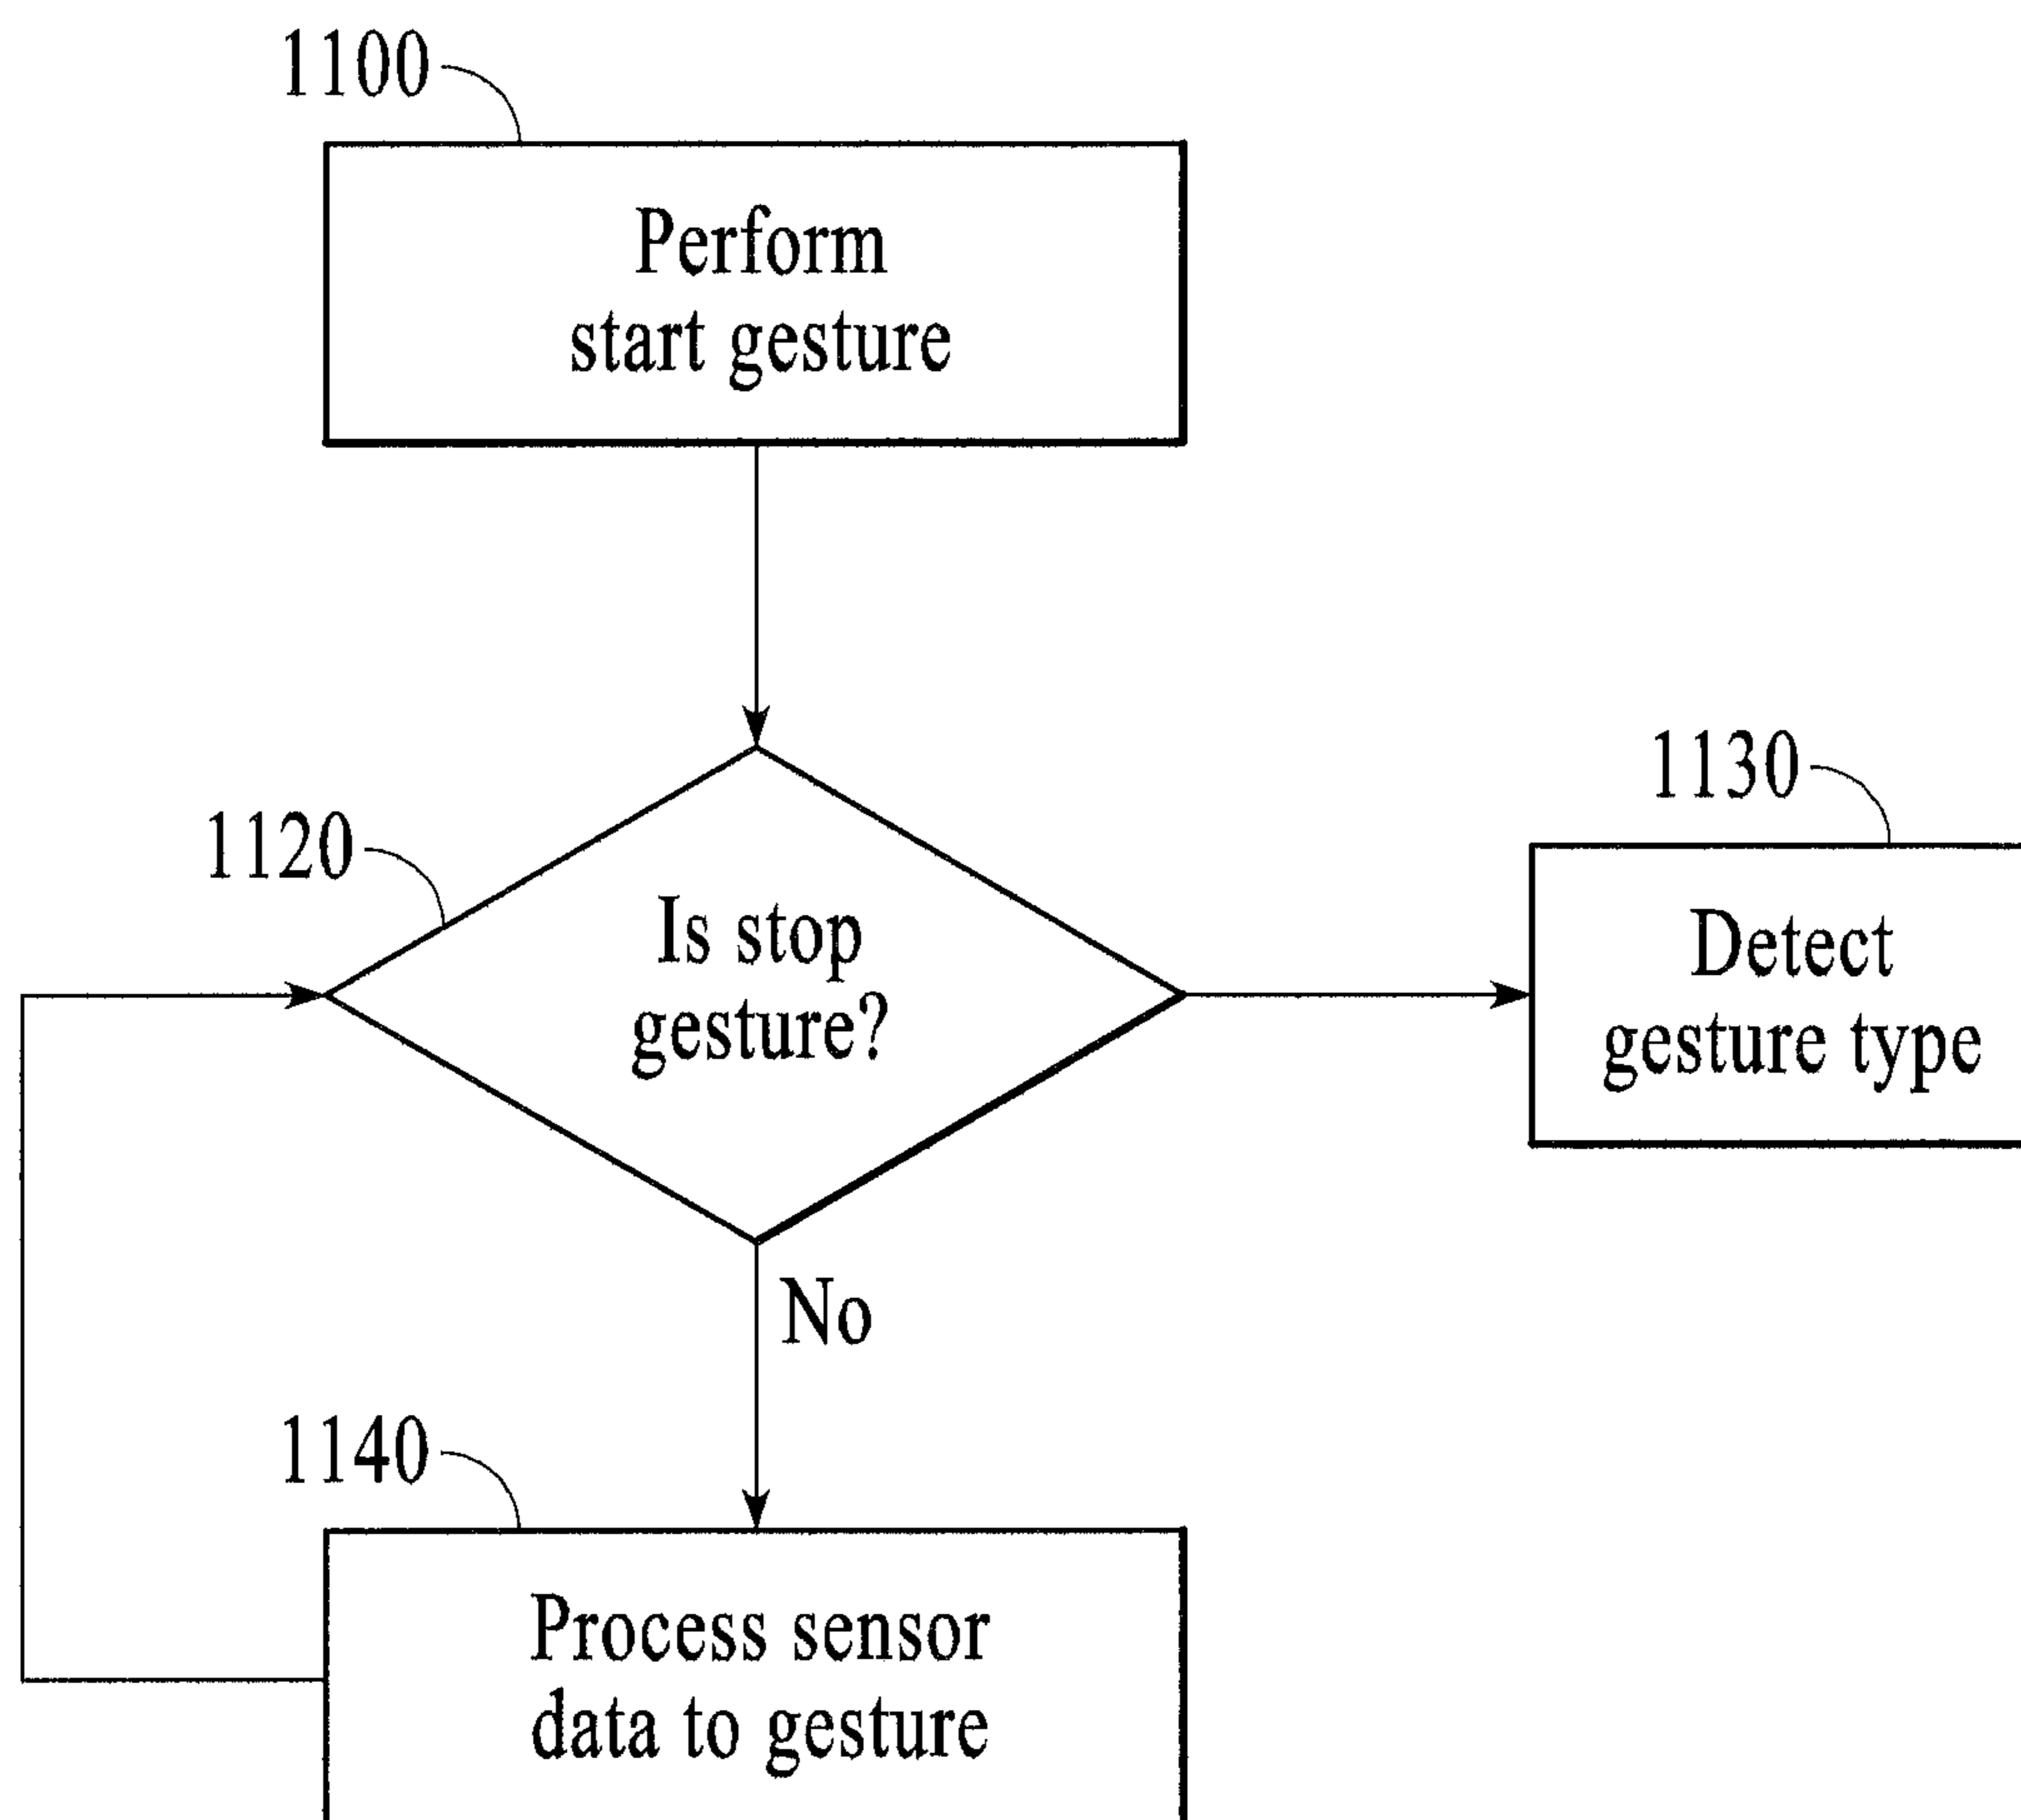 1100
Perform
start gesture
1120
Is stop
gesture?
1130
Detect
gesture type
No
1140
Process sensor
data to gesture